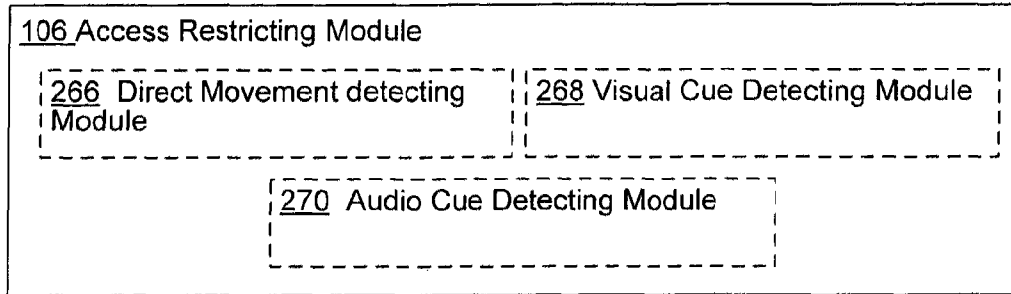 106 Access Restricting Module
266 Direct Movement detecting
Module
268 Visual Cue Detecting Module
270 Audio Cue Detecting Module